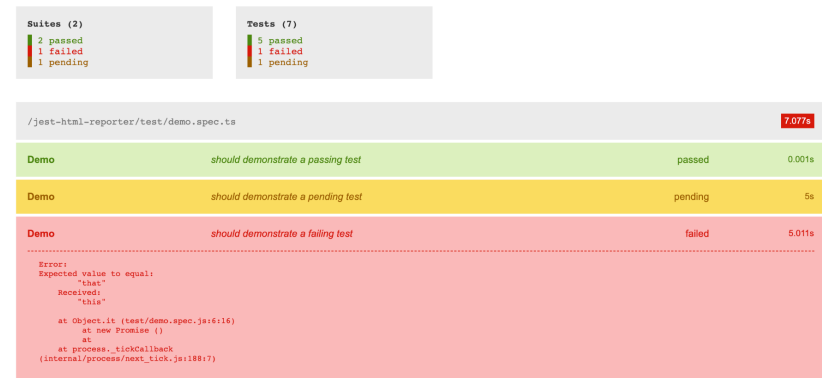 Suites (2)
2 passed
1 failed
1 pending
Tests (7)
5 passed
1 failed
1 pending
/jest-html-reporter/test/demo.spec.ts 7.077s
Demo should demonstrate a passing test passed 0.001s
Demo should demonstrate a pending test pending 5s
Demo should demonstrate a failing test failed 5.011s
Error:
Expected value to equal:
"that"
Received:
"this"
at Object.it (test/demo.spec.js:6:16)
at new Promise ()
at
at process._tickCallback
(internal/process/next_tick.js:188:7)